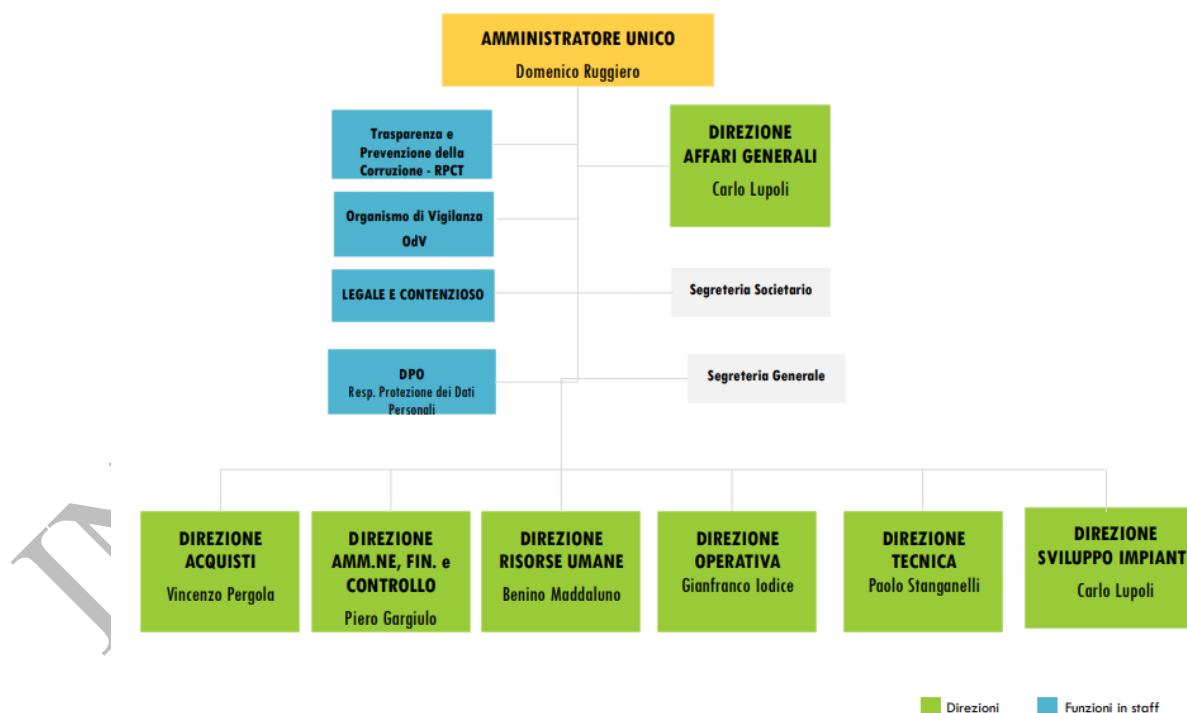 AMMINISTRATORE UNICO
Domenico Ruggiero
Trasparenza e
Prevenzione della
Corruzione - RPCT
DIREZIONE
AFFARI GENERALI
Carlo Lupoli
Organismo di Vigilanza
OdV
LEGALE E CONTENZIOSO
Segreteria Societario
DPO
Resp. Protezione dei Dati
Personali
Segreteria Generale
DIREZIONE
ACQUISTI
Vincenzo Pergola
DIREZIONE
AMM.NE, FIN. e
CONTROLLO
Piero Gargiulo
DIREZIONE
RISORSE UMANE
Benino Maddaluno
DIREZIONE
OPERATIVA
Gianfranco Iodice
DIREZIONE
TECNICA
Paolo Stanganelli
DIREZIONE
SVILUPPO IMPIANT
Carlo Lupoli
Direzioni
Funzioni in staff